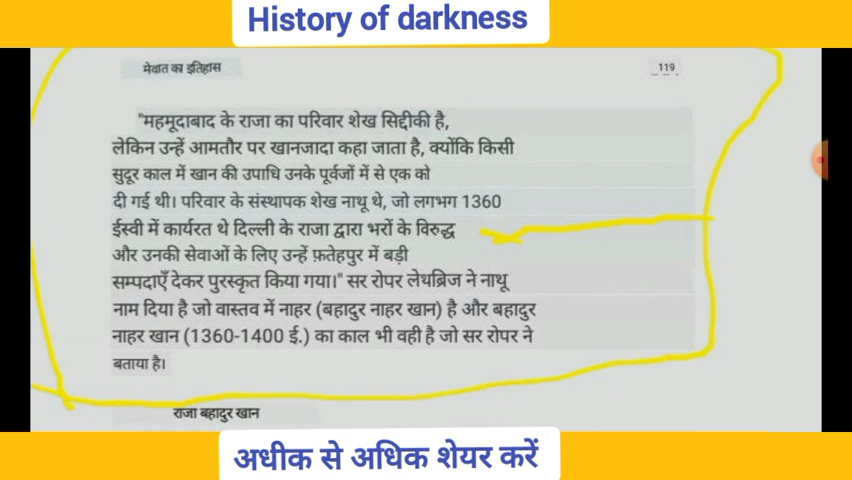 History of darkness
मेवात का इतिहास
119
"महमूदाबाद के राजा का परिवार शेख सिद्दीकी है,
लेकिन उन्हें आमतौर पर खानजादा कहा जाता है, क्योंकि किसी
सुदूर काल में खान की उपाधि उनके पूर्वजों में से एक को
दी गई थी। परिवार के संस्थापक शेख नाथू थे, जो लगभग 1360
ईस्वी में कार्यरत थे दिल्ली के राजा द्वारा भरों के विरुद्ध
और उनकी सेवाओं के लिए उन्हें फ़तेहपुर में बड़ी
सम्पदाएँ देकर पुरस्कृत किया गया।" सर रोपर लेथब्रिज ने नाथू
नाम दिया है जो वास्तव में नाहर (बहादुर नाहर खान) है और बहादुर
नाहर खान (1360-1400 ई.) का काल भी वही है जो सर रोपर ने
बताया है।
राजा बहादुर खान
अधीक से अधिक शेयर करें